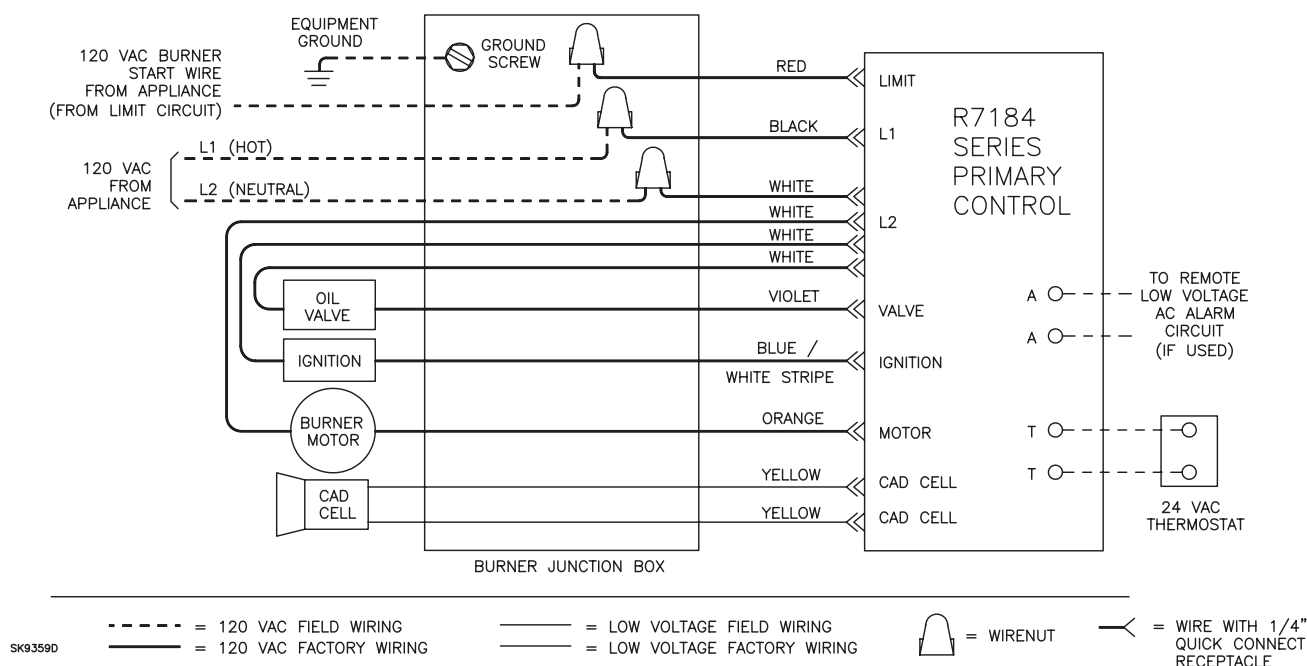 EQUIPMENT
GROUND
GROUND
SCREW
120 VAC BURNER
START WIRE
FROM APPLIANCE
(FROM LIMIT CIRCUIT)
L1 (HOT)
120 VAC
FROM
APPLIANCE
L2 (NEUTRAL)
RED
BLACK
WHITE
WHITE
WHITE
WHITE
VIOLET
BLUE /
WHITE STRIPE
ORANGE
YELLOW
YELLOW
OIL
VALVE
IGNITION
BURNER
MOTOR
CAD
CELL
BURNER JUNCTION BOX
LIMIT
L1
L2
VALVE
IGNITION
MOTOR
CAD CELL
CAD CELL
R7184
SERIES
PRIMARY
CONTROL
A
A
T
T
TO REMOTE
LOW VOLTAGE
AC ALARM
CIRCUIT
(IF USED)
24 VAC
THERMOSTAT
= 120 VAC FIELD WIRING
= 120 VAC FACTORY WIRING
= LOW VOLTAGE FIELD WIRING
= LOW VOLTAGE FACTORY WIRING
= WIRENUT
= WIRE WITH 1/4"
QUICK CONNECT
RECEPTACLE
SK9359D